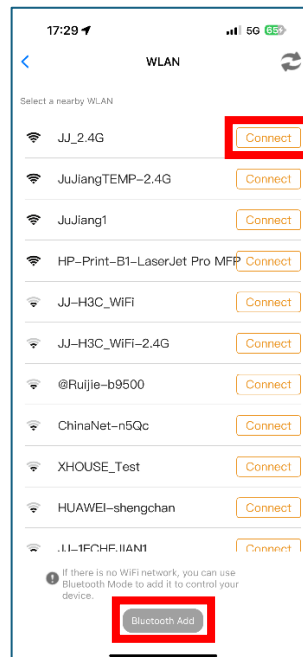 17:29 5G 65
WLAN
Select a nearby WLAN
JJ_2.4G Connect
JuJiangTEMP-2.4G Connect
JuJiang1 Connect
HP-Print-B1-LaserJet Pro MFP Connect
JJ-H3C_WiFi Connect
JJ-H3C_WiFi-2.4G Connect
@Ruijie-b9500 Connect
ChinaNet-n5Qc Connect
XHOUSE_Test Connect
HUAWEI-shengchan Connect
JJ-1FCHEJIAN1 Connect
If there is no WiFi network, you can use
Bluetooth Mode to add it to control your
device.
Bluetooth Add